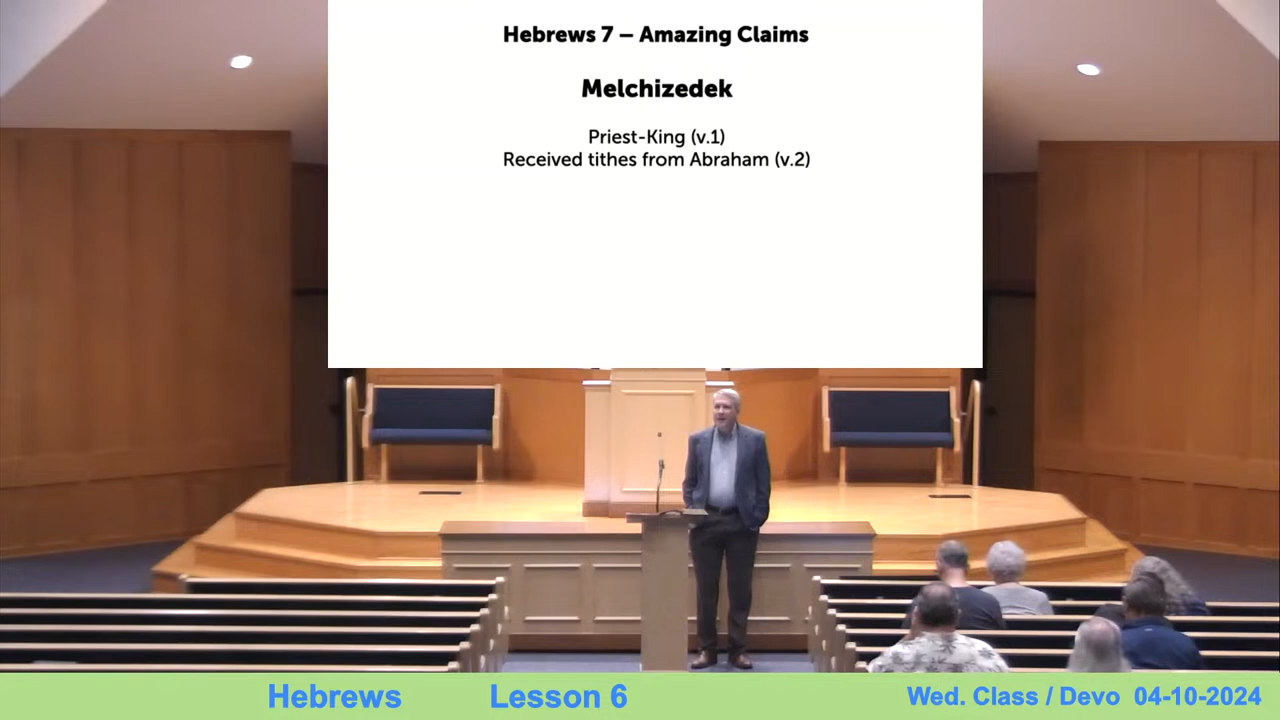 Hebrews 7 – Amazing Claims
Melchizedek
Priest-King (v.1)
Received tithes from Abraham (v.2)
Hebrews Lesson 6 Wed. Class / Devo 04-10-2024